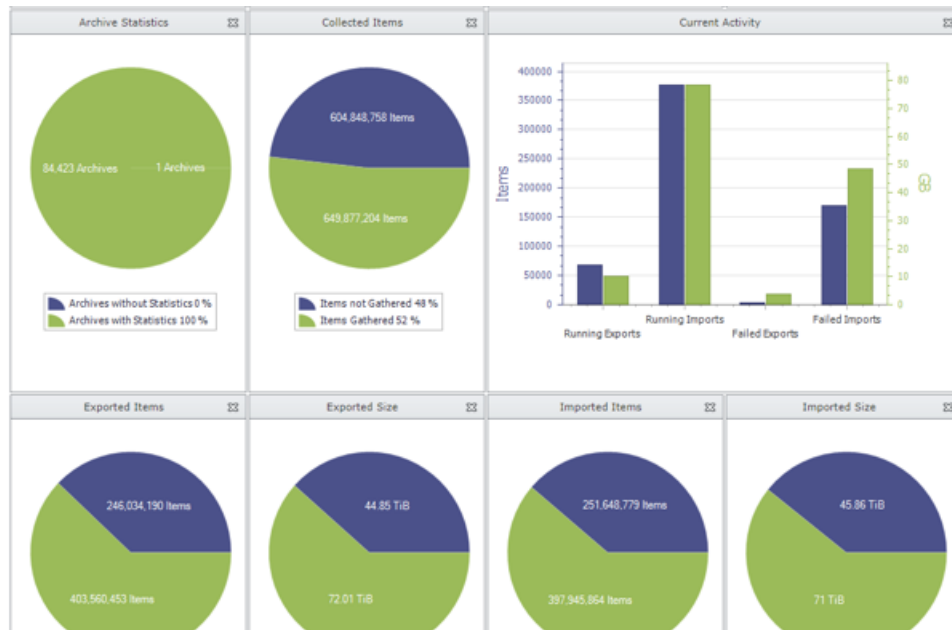 Archive Statistics
84,423 Archives
1 Archives
Archives without Statistics 0 %
Archives with Statistics 100 %
Collected Items
604,848,758 Items
649,877,204 Items
Items not Gathered 48 %
Items Gathered 52 %
Current Activity
Items
400000
350000
300000
250000
200000
150000
100000
50000
0
80
70
60
50
40
30
20
10
0
GB
Running Exports
Running Imports
Failed Exports
Failed Imports
Exported Items
246,034,190 Items
403,560,453 Items
Exported Size
44.85 TiB
72.01 TiB
Imported Items
251,648,779 Items
397,945,864 Items
Imported Size
45.86 TiB
71 TiB